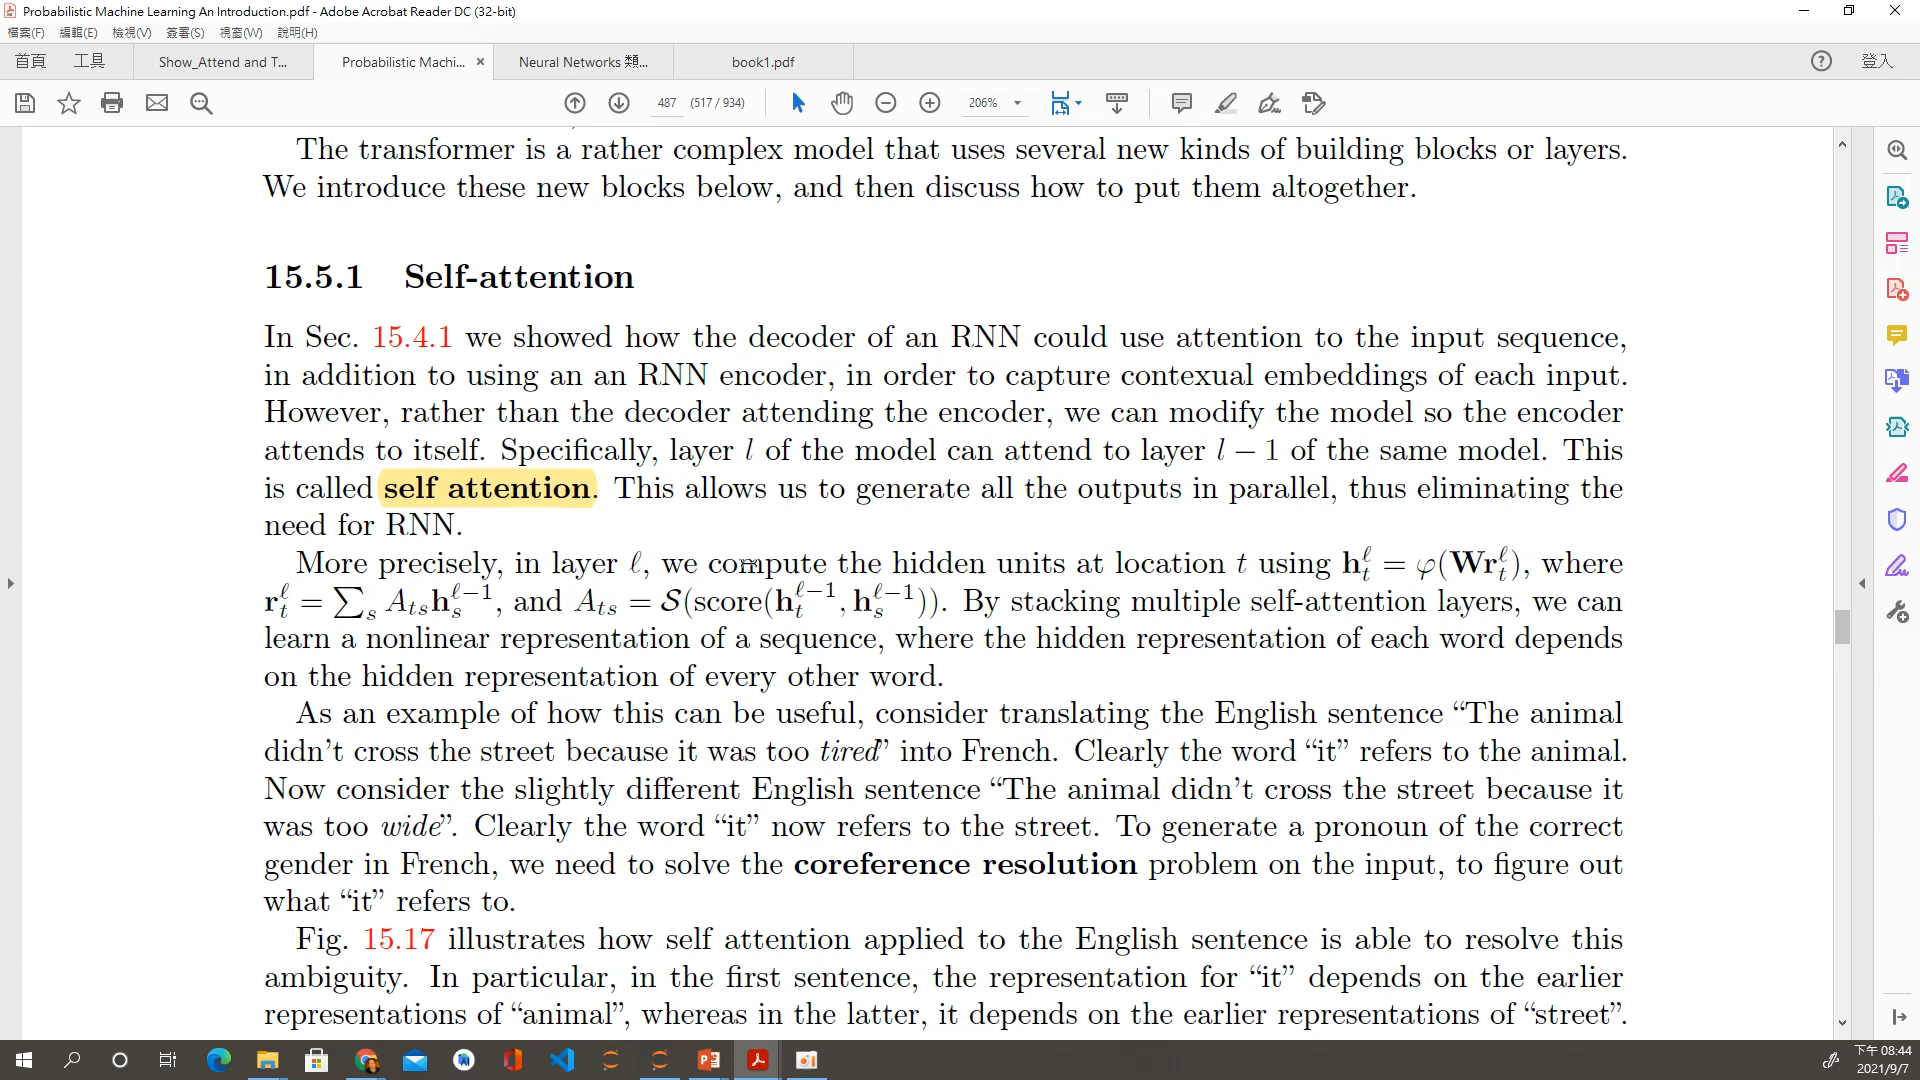 Probabilistic Machine Learning An Introduction.pdf - Adobe Acrobat Reader DC (32-bit)
檔案(F) 編輯(E) 檢視(V) 簽署(S) 視窗(W) 說明(H)
首頁 工具 Show_Attend and T... Probabilistic Machi... × Neural Networks 類... book1.pdf 登入
487 (517 / 934) 206%
The transformer is a rather complex model that uses several new kinds of building blocks or layers.
We introduce these new blocks below, and then discuss how to put them altogether.
15.5.1 Self-attention
In Sec. 15.4.1 we showed how the decoder of an RNN could use attention to the input sequence,
in addition to using an an RNN encoder, in order to capture contexual embeddings of each input.
However, rather than the decoder attending the encoder, we can modify the model so the encoder
attends to itself. Specifically, layer l of the model can attend to layer l − 1 of the same model. This
is called self attention. This allows us to generate all the outputs in parallel, thus eliminating the
need for RNN.
More precisely, in layer ℓ, we compute the hidden units at location t using h_t^ℓ = φ(Wr_t^ℓ), where
r_t^ℓ = ∑_s A_{ts}h_s^{ℓ−1}, and A_{ts} = S(score(h_t^{ℓ−1}, h_s^{ℓ−1})). By stacking multiple self-attention layers, we can
learn a nonlinear representation of a sequence, where the hidden representation of each word depends
on the hidden representation of every other word.
As an example of how this can be useful, consider translating the English sentence “The animal
didn’t cross the street because it was too tired” into French. Clearly the word “it” refers to the animal.
Now consider the slightly different English sentence “The animal didn’t cross the street because it
was too wide”. Clearly the word “it” now refers to the street. To generate a pronoun of the correct
gender in French, we need to solve the coreference resolution problem on the input, to figure out
what “it” refers to.
Fig. 15.17 illustrates how self attention applied to the English sentence is able to resolve this
ambiguity. In particular, in the first sentence, the representation for “it” depends on the earlier
representations of “animal”, whereas in the latter, it depends on the earlier representations of “street”.
下午 08:44
2021/9/7